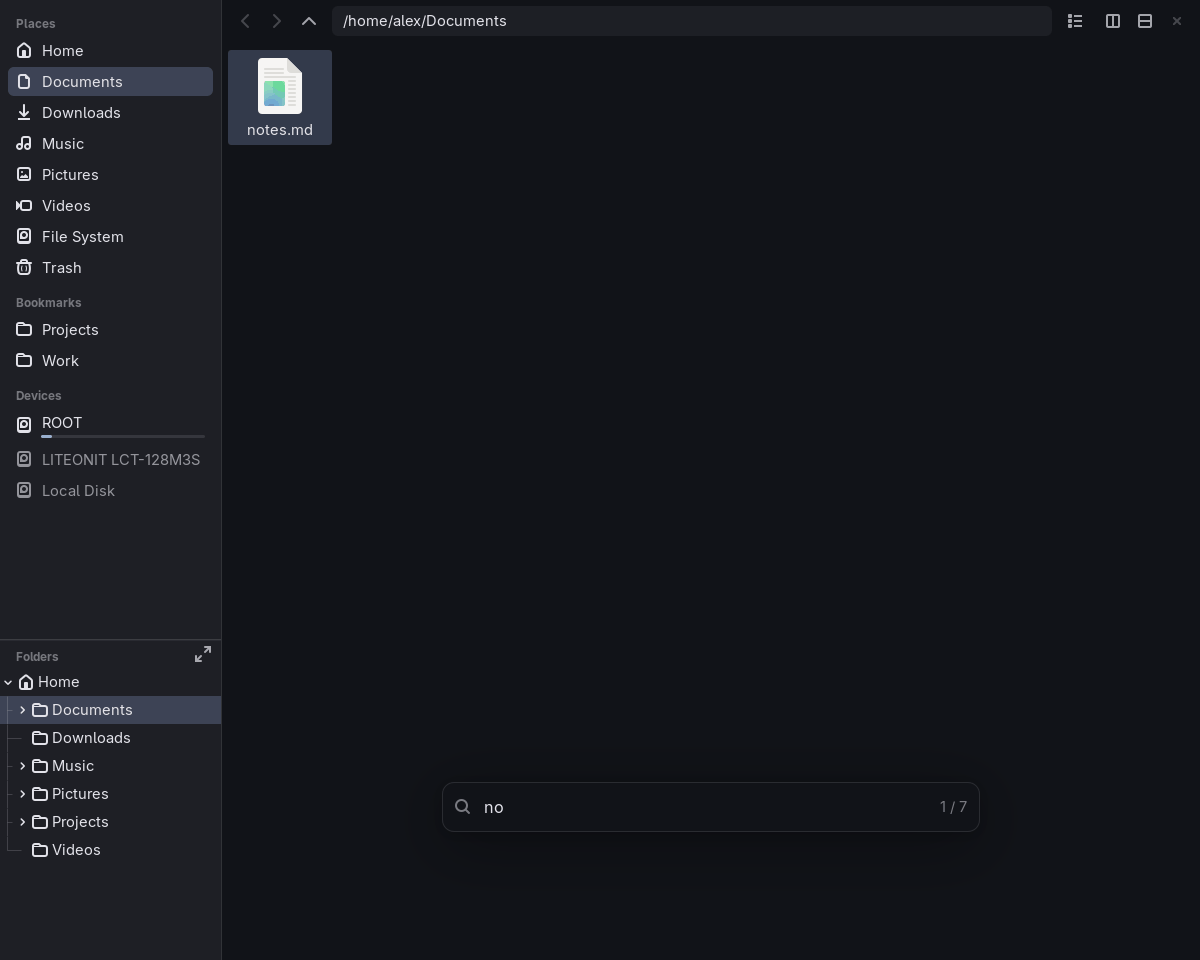 Places
Home
Documents
Downloads
Music
Pictures
Videos
File System
Trash
Bookmarks
Projects
Work
Devices
ROOT
LITEONIT LCT-128M3S
Local Disk
Folders
Home
Documents
Downloads
Music
Pictures
Projects
Videos
/home/alex/Documents
notes.md
no
1 / 7